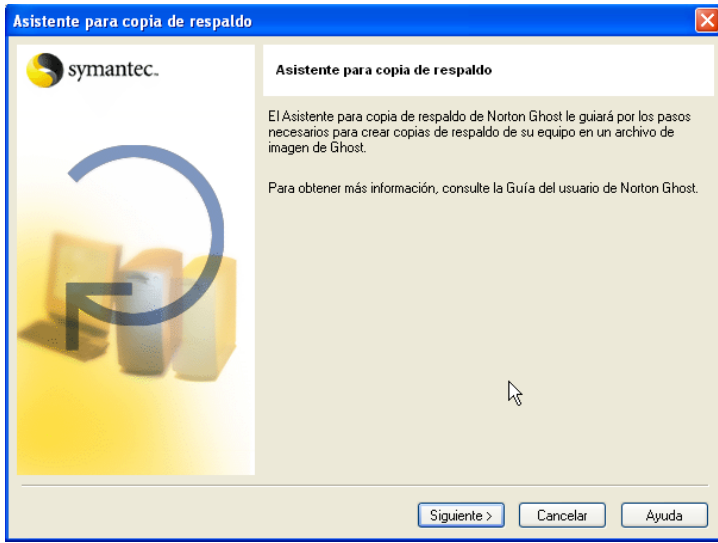 Asistente para copia de respaldo
symantec.
Asistente para copia de respaldo
El Asistente para copia de respaldo de Norton Ghost le guiará por los pasos
necesarios para crear copias de respaldo de su equipo en un archivo de
imagen de Ghost.
Para obtener más información, consulte la Guía del usuario de Norton Ghost.
Siguiente >
Cancelar
Ayuda